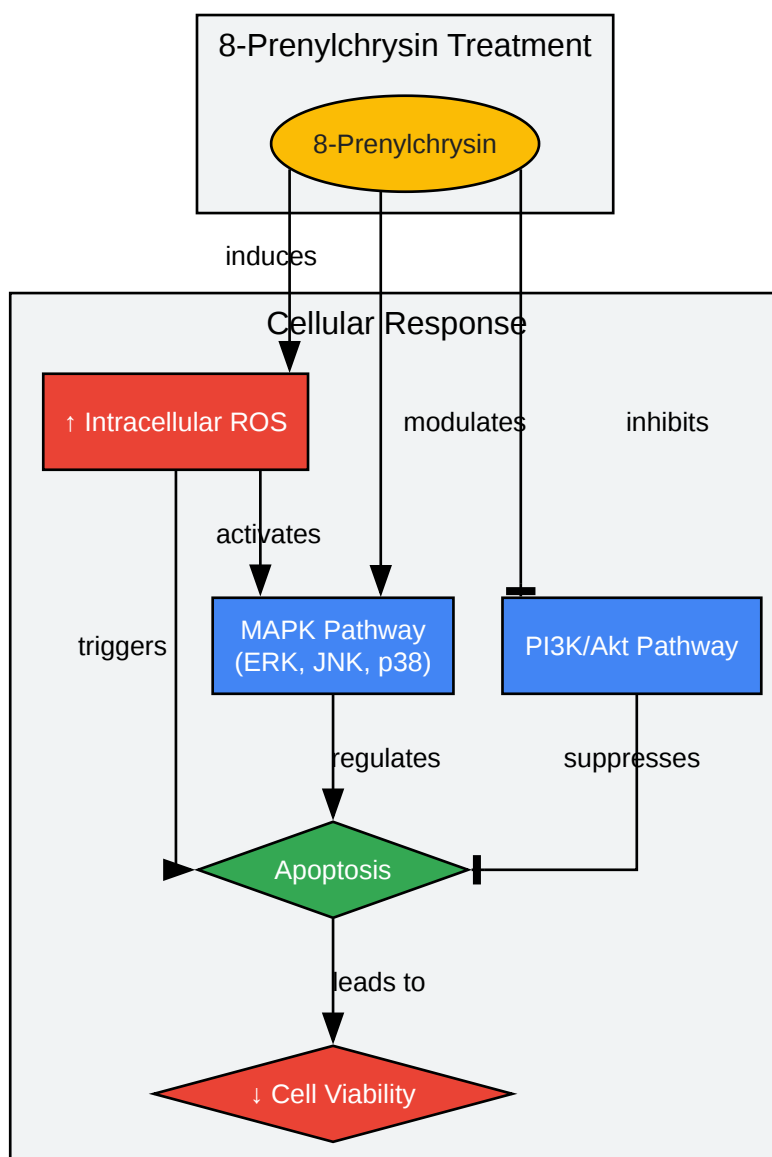 8-Prenylchrysin Treatment
8-Prenylchrysin
induces
Cellular Response
↑ Intracellular ROS
modulates
inhibits
activates
MAPK Pathway
(ERK, JNK, p38)
PI3K/Akt Pathway
triggers
regulates
suppresses
Apoptosis
leads to
↓ Cell Viability